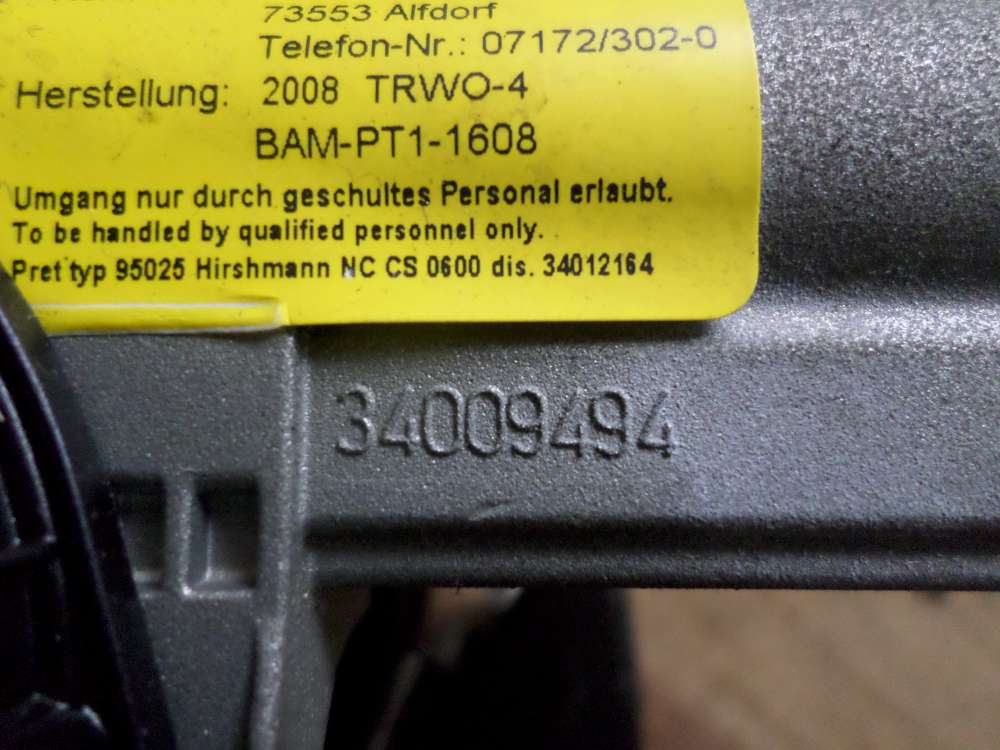 73553 Alfdorf
Telefon-Nr.: 07172/302-0
Herstellung: 2008 TRWO-4
BAM-PT1-1608
Umgang nur durch geschultes Personal erlaubt.
To be handled by qualified personnel only.
Pret typ 95025 Hirshmann NC CS 0600 dis. 34012164
34009494